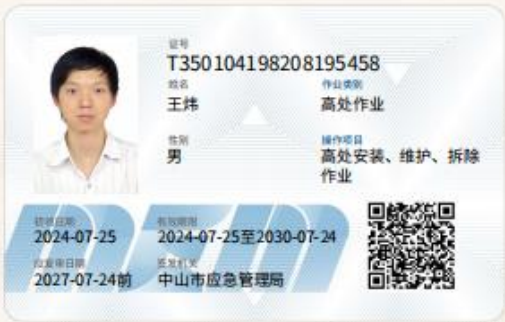 证号
T350104198208195458
姓名
王炜
作业类别
高处作业
性别
男
操作项目
高处安装、维护、拆除
作业
初领日期
2024-07-25
有效期限
2024-07-25至2030-07-24
应复审日期
2027-07-24前
签发机关
中山市应急管理局